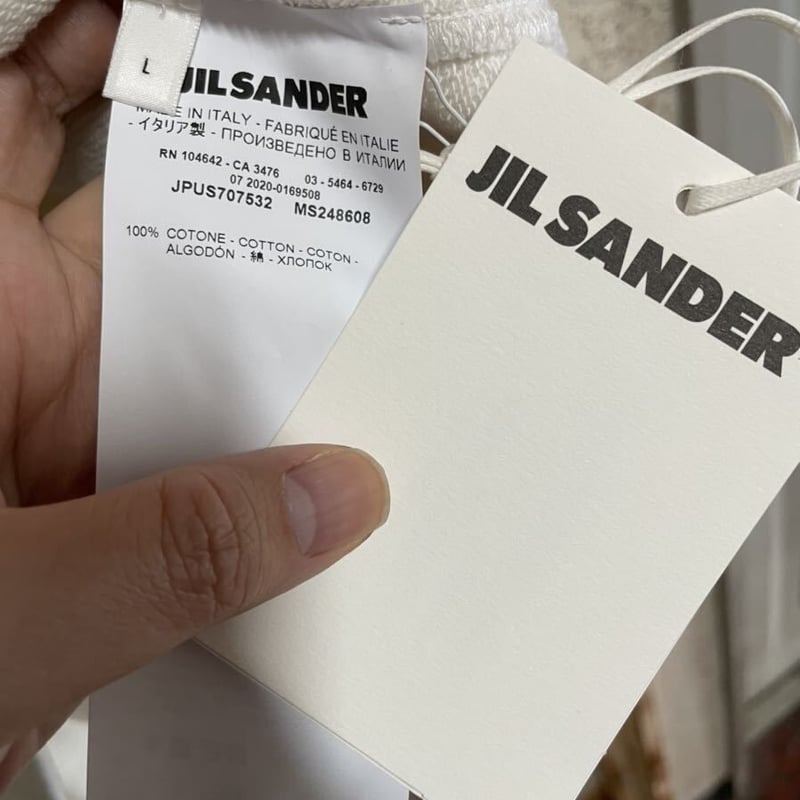 L
JIL SANDER
MADE IN ITALY - FABRIQUÉ EN ITALIE
- イタリア製 - ПРОИЗВЕДЕНО В ИТАЛИИ
RN 104642 - CA 3476 03 - 5464 - 6729
07 2020-0169508
JPUS707532 MS248608
100% COTONE - COTTON - COTON -
ALGODÓN - 綿 - ХЛОПОК
JIL SANDER